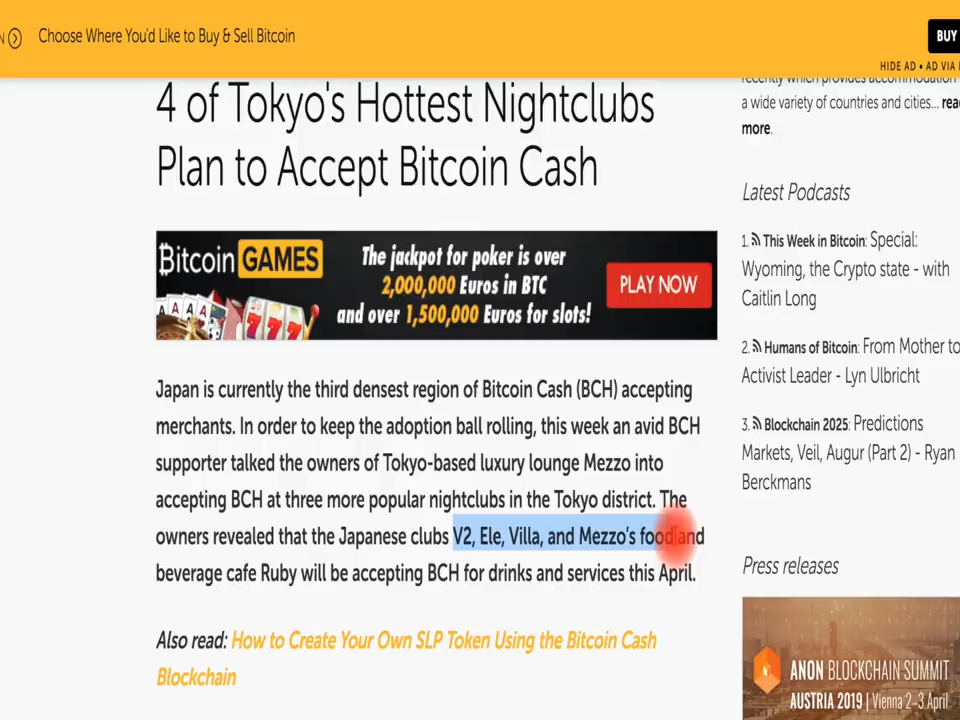 Choose Where You'd Like to Buy & Sell Bitcoin
BUY
HIDE AD • AD VIA
4 of Tokyo's Hottest Nightclubs
Plan to Accept Bitcoin Cash
Bitcoin GAMES
The jackpot for poker is over
2,000,000 Euros in BTC
and over 1,500,000 Euros for slots!
PLAY NOW
Japan is currently the third densest region of Bitcoin Cash (BCH) accepting
merchants. In order to keep the adoption ball rolling, this week an avid BCH
supporter talked the owners of Tokyo-based luxury lounge Mezzo into
accepting BCH at three more popular nightclubs in the Tokyo district. The
owners revealed that the Japanese clubs V2, Ele, Villa, and Mezzo's food and
beverage cafe Ruby will be accepting BCH for drinks and services this April.
Also read: How to Create Your Own SLP Token Using the Bitcoin Cash
Blockchain
recently which provides accommodation
a wide variety of countries and cities... read
more.
Latest Podcasts
1. This Week in Bitcoin: Special:
Wyoming, the Crypto state - with
Caitlin Long
2. Humans of Bitcoin: From Mother to
Activist Leader - Lyn Ulbricht
3. Blockchain 2025: Predictions
Markets, Veil, Augur (Part 2) - Ryan
Berckmans
Press releases
ANON BLOCKCHAIN SUMMIT
AUSTRIA 2019 | Vienna 2-3 April